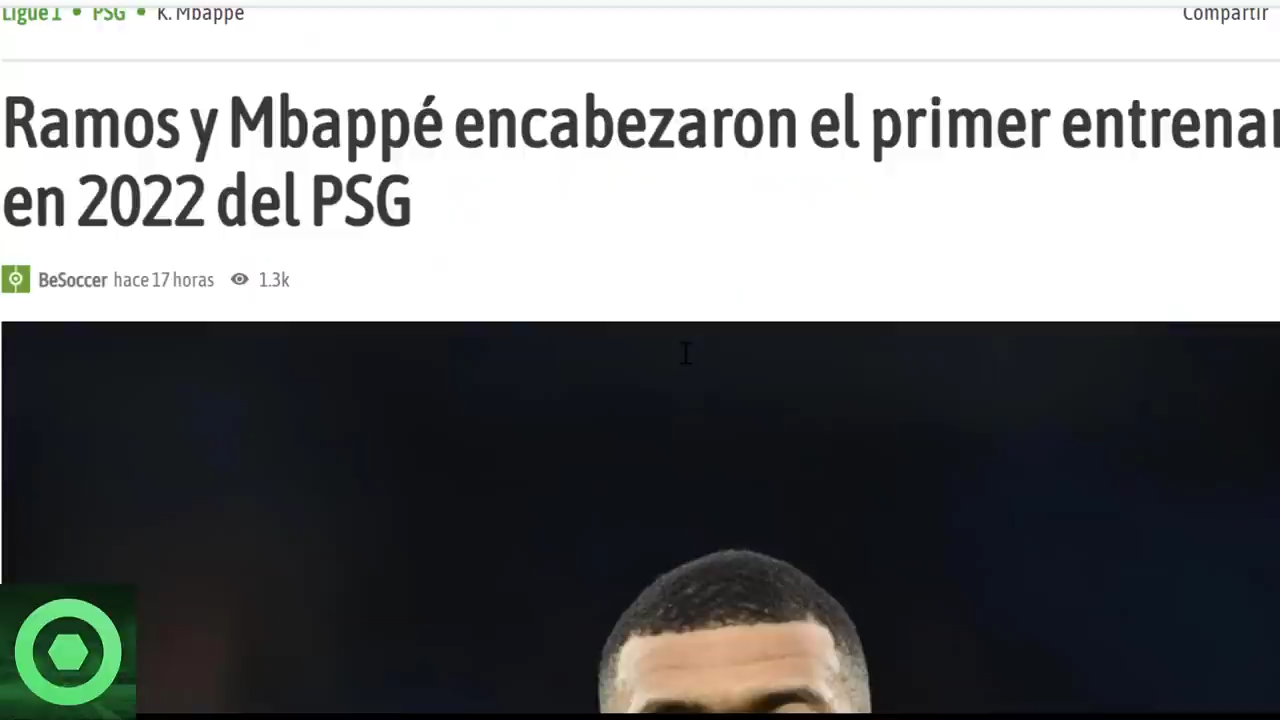 Ligue 1 • PSG • K. Mbappé
Compartir
Ramos y Mbappé encabezaron el primer
en 2022 del PSG
BeSoccer hace 17 horas 1.3k